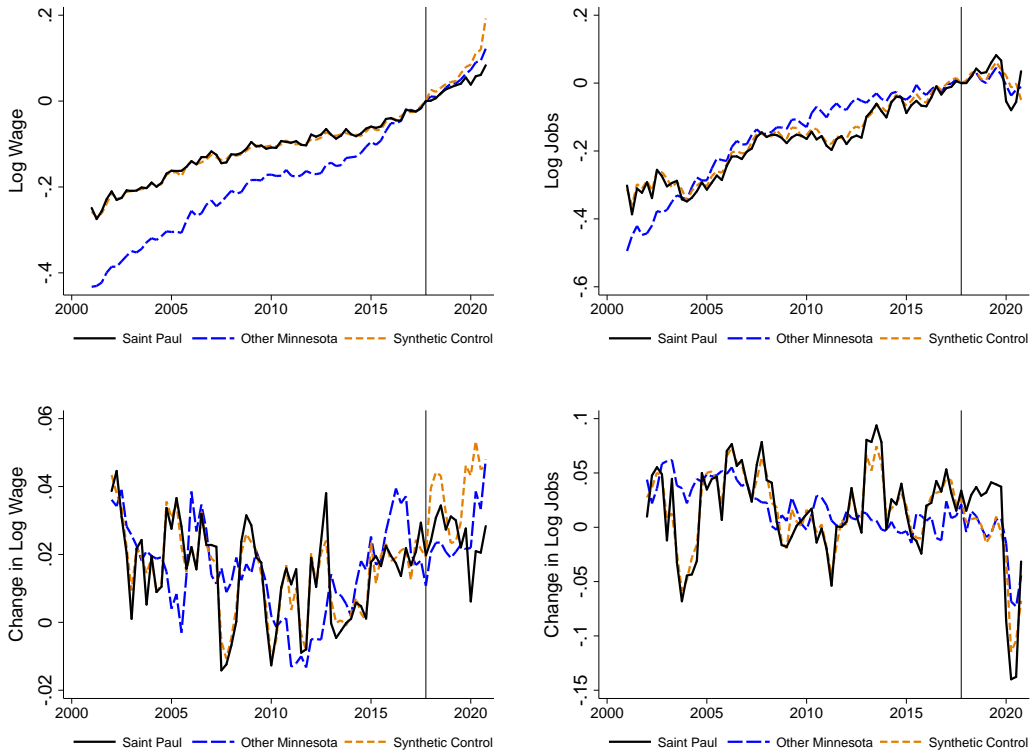 .2
0
-.2
-.4
Log Wage
2000 2005 2010 2015 2020
Saint Paul Other Minnesota Synthetic Control
.2
0
-.2
-.4
-.6
Log Jobs
2000 2005 2010 2015 2020
Saint Paul Other Minnesota Synthetic Control
.06
.04
.02
0
-.02
Change in Log Wage
2000 2005 2010 2015 2020
Saint Paul Other Minnesota Synthetic Control
.1
.05
0
-.05
-.1
-.15
Change in Log Jobs
2000 2005 2010 2015 2020
Saint Paul Other Minnesota Synthetic Control